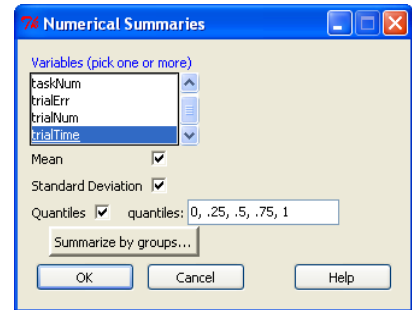 Numerical Summaries
Variables (pick one or more)
taskNum
trialErr
trialNum
trialTime
Mean
Standard Deviation
Quantiles quantiles: 0, .25, .5, .75, 1
Summarize by groups...
OK Cancel Help